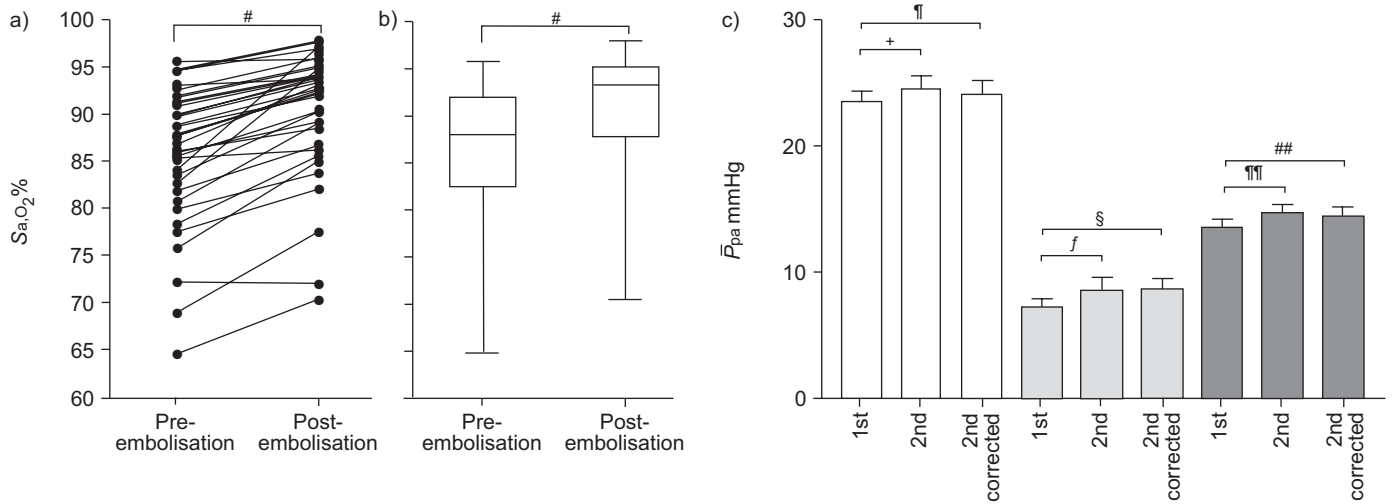 a)
#
100
95
90
85
80
75
70
65
60
Sa,O2 %
Pre-
embolisation
Post-
embolisation
b)
#
Pre-
embolisation
Post-
embolisation
c)
30
20
10
0
P̄pa mmHg
¶
+
§
ƒ
##
¶¶
1st
2nd
2nd
corrected
1st
2nd
2nd
corrected
1st
2nd
2nd
corrected